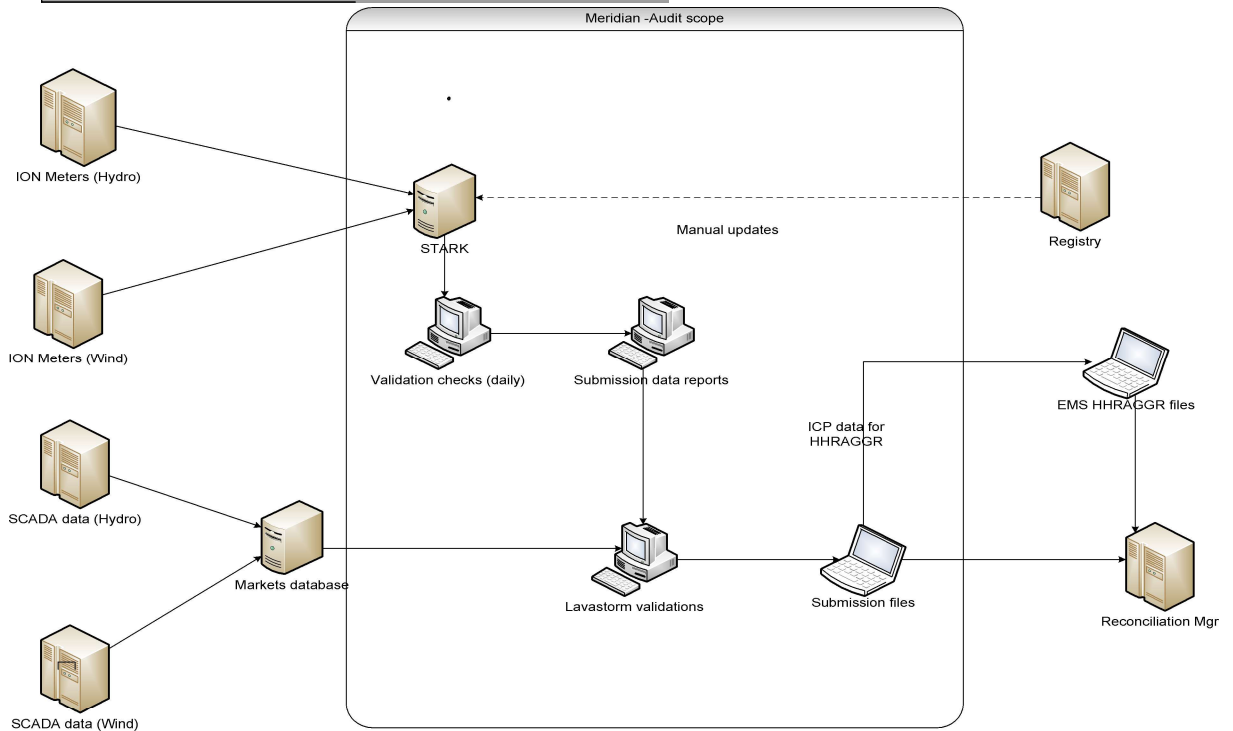 Meridian -Audit scope
ION Meters (Hydro)
STARK
Manual updates
Registry
ION Meters (Wind)
Validation checks (daily)
Submission data reports
EMS HHRAGGR files
ICP data for
HHRAGGR
SCADA data (Hydro)
Markets database
Lavastorm validations
Submission files
Reconciliation Mgr
SCADA data (Wind)